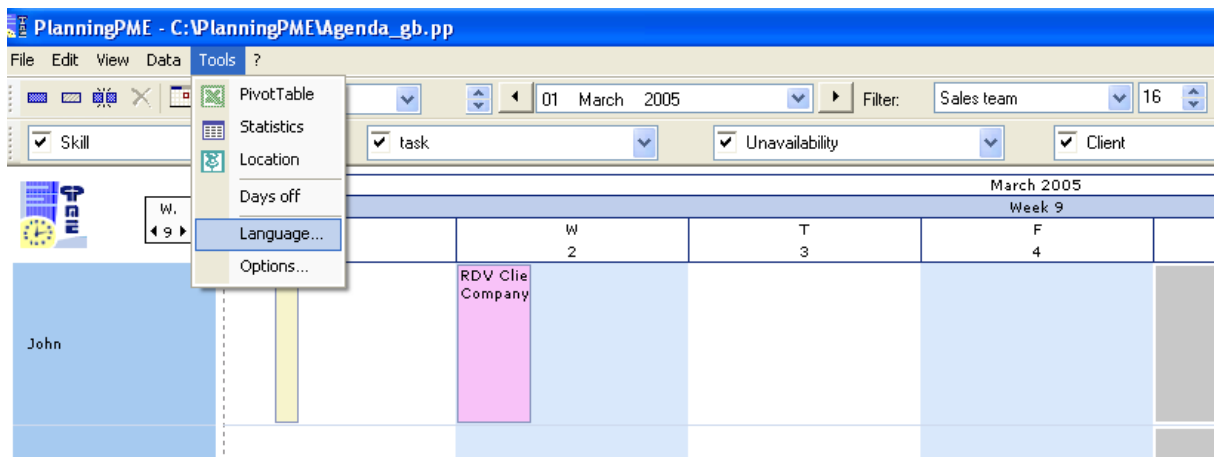 PlanningPME - C:\PlanningPME\Agenda_gb.pp
File Edit View Data Tools ?
PivotTable
Statistics
Location
Days off
Language...
Options...
01 March 2005
Filter:
Sales team
16
Skill
task
Unavailability
Client
PME
W.
9
March 2005
Week 9
W
T
F
2
3
4
RDV Clie
Company
John